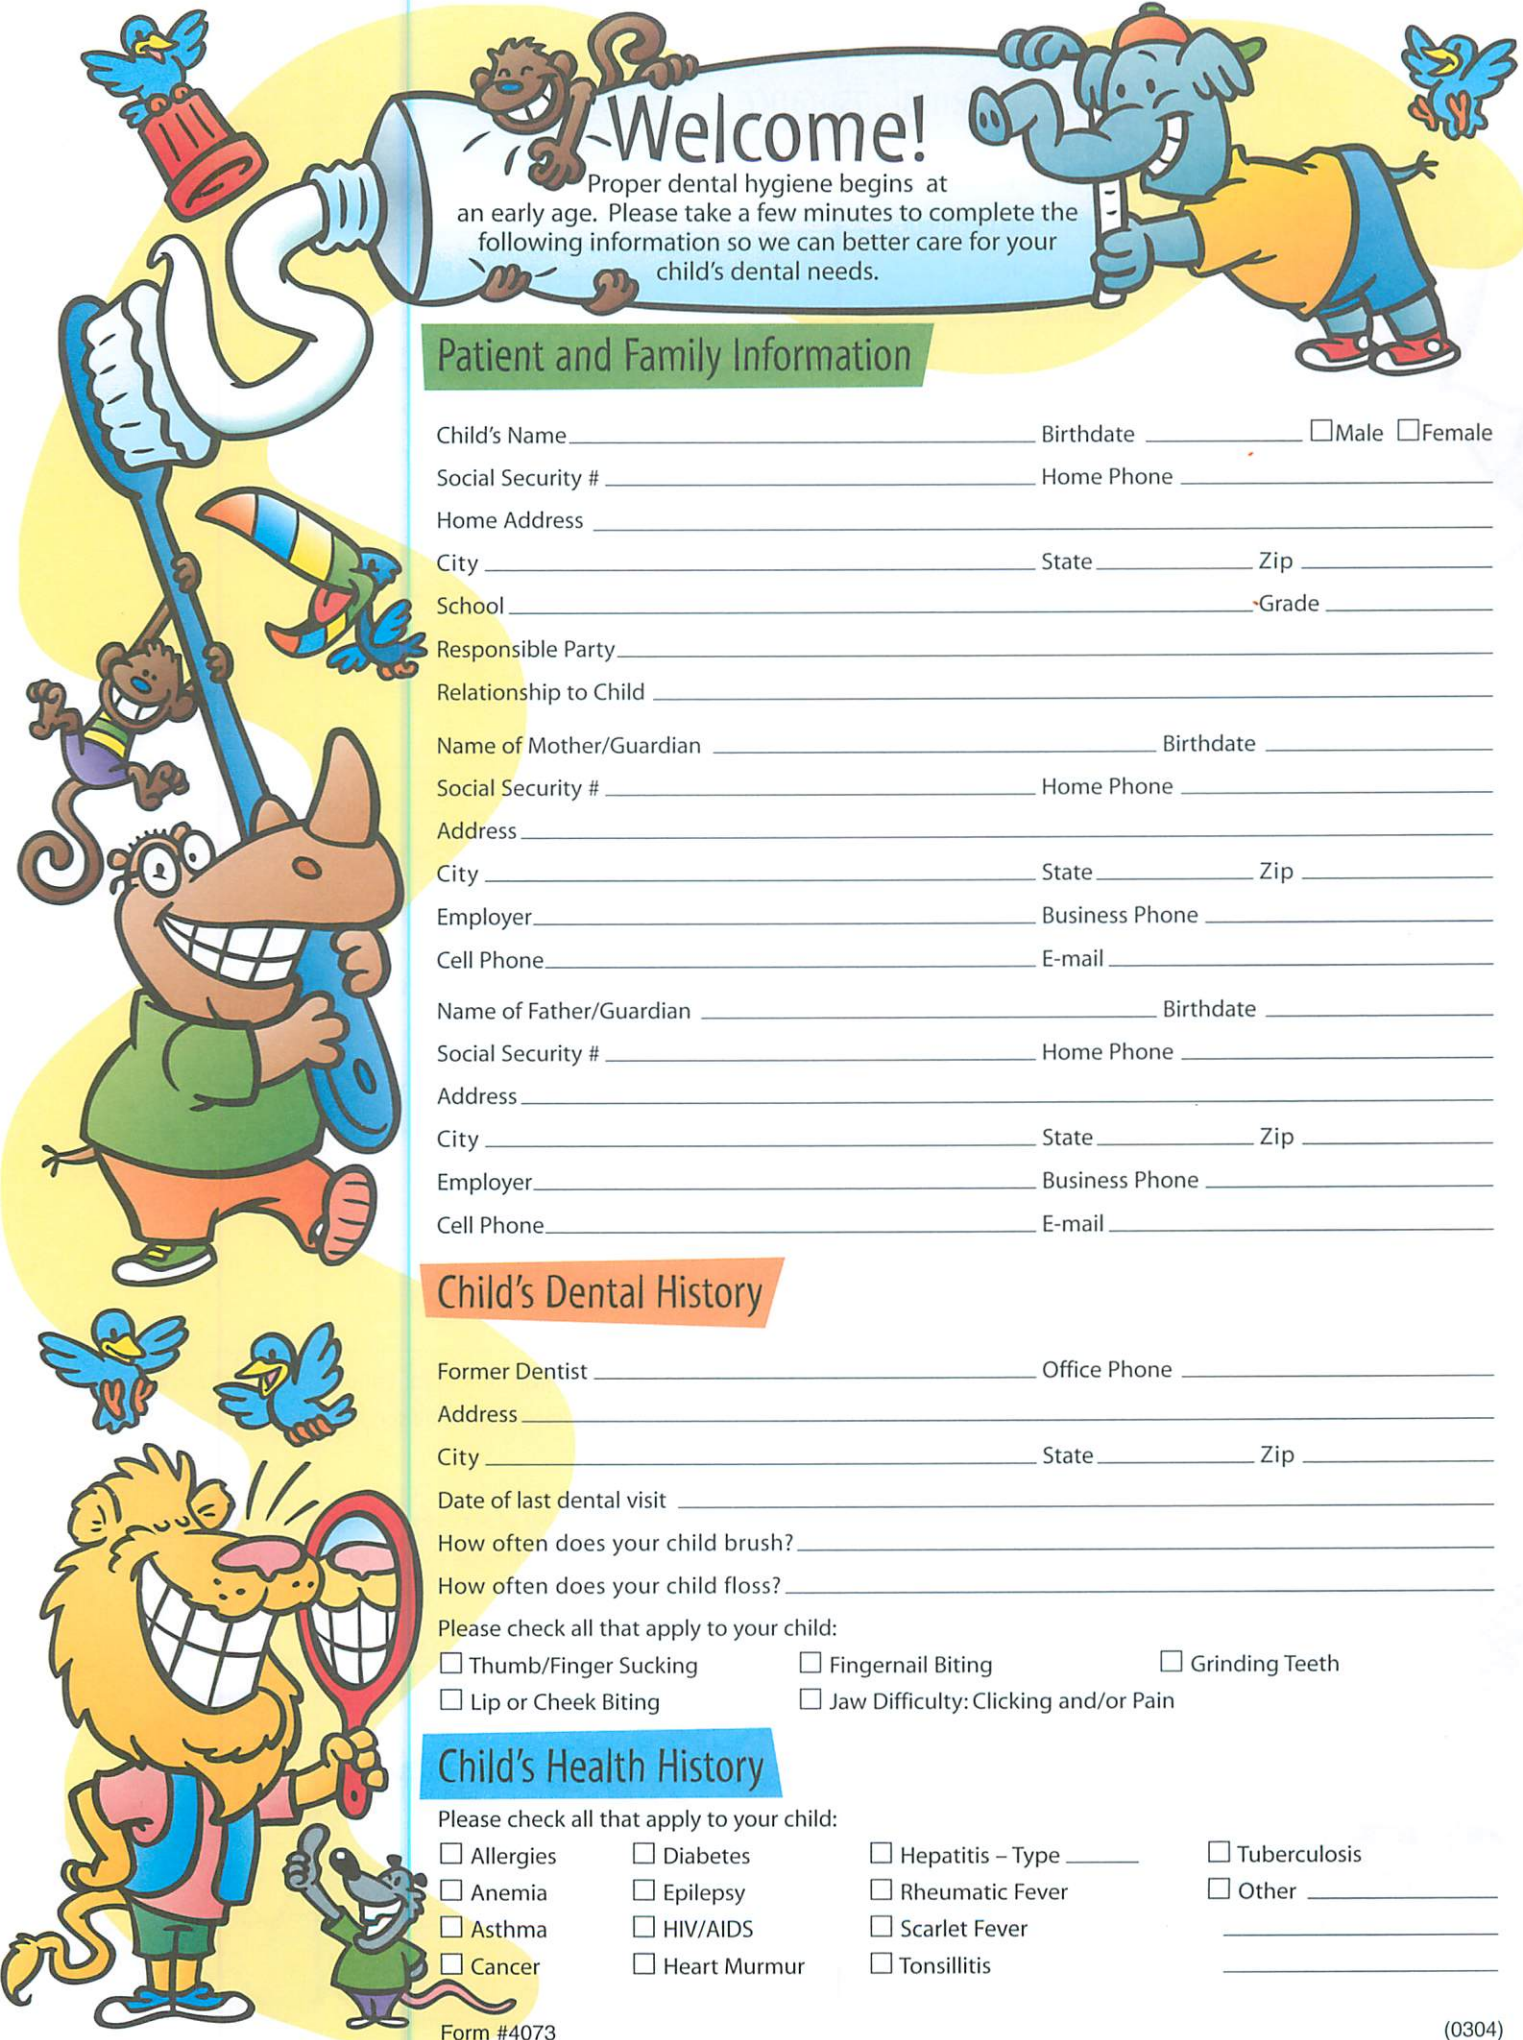 Welcome!
Proper dental hygiene begins at
an early age. Please take a few minutes to complete the
following information so we can better care for your
child's dental needs.
Patient and Family Information
Child's Name Birthdate Male Female
Social Security # Home Phone
Home Address
City State Zip
School Grade
Responsible Party
Relationship to Child
Name of Mother/Guardian Birthdate
Social Security # Home Phone
Address
City State Zip
Employer Business Phone
Cell Phone E-mail
Name of Father/Guardian Birthdate
Social Security # Home Phone
Address
City State Zip
Employer Business Phone
Cell Phone E-mail
Child's Dental History
Former Dentist Office Phone
Address
City State Zip
Date of last dental visit
How often does your child brush?
How often does your child floss?
Please check all that apply to your child:
Thumb/Finger Sucking Fingernail Biting Grinding Teeth
Lip or Cheek Biting Jaw Difficulty: Clicking and/or Pain
Child's Health History
Please check all that apply to your child:
Allergies Diabetes Hepatitis – Type Tuberculosis
Anemia Epilepsy Rheumatic Fever Other
Asthma HIV/AIDS Scarlet Fever
Cancer Heart Murmur Tonsillitis
Form #4073 (0304)